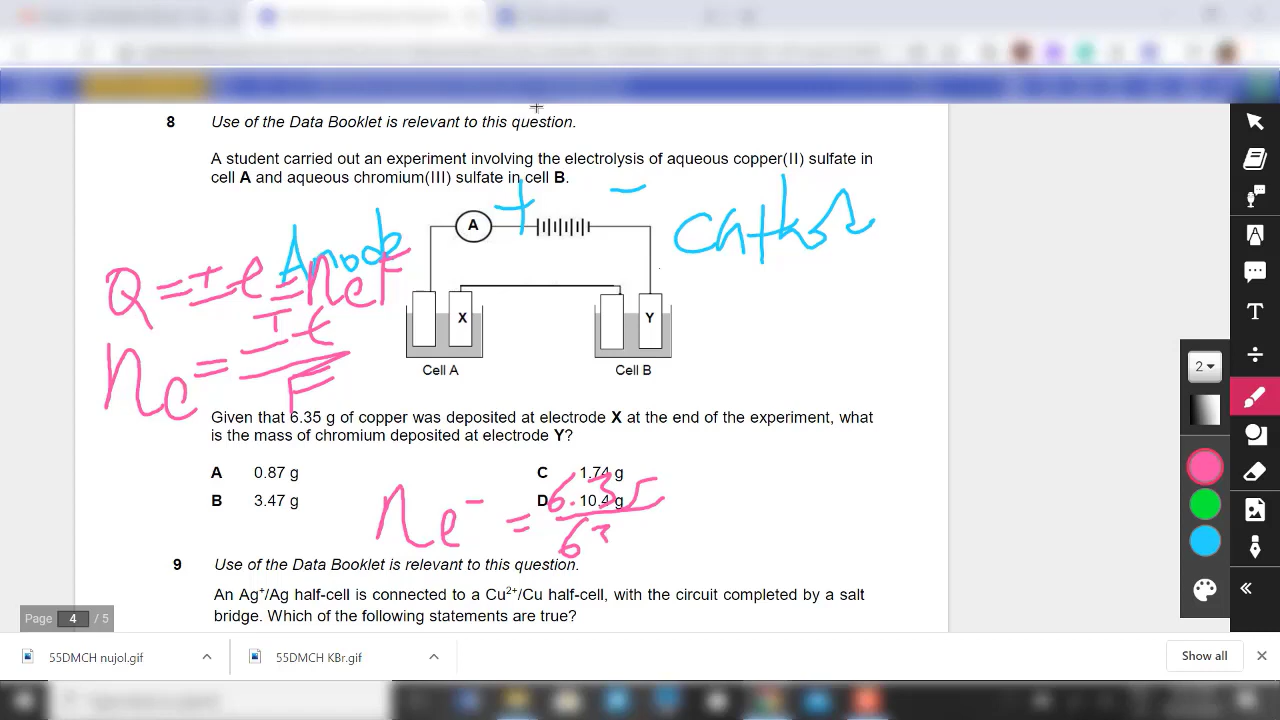 8 Use of the Data Booklet is relevant to this question.
A student carried out an experiment involving the electrolysis of aqueous copper(II) sulfate in
cell A and aqueous chromium(III) sulfate in cell B.
+ −
A
Anode
Q = It = neF
ne = It / F
X
Y
Cell A
Cell B
Given that 6.35 g of copper was deposited at electrode X at the end of the experiment, what
is the mass of chromium deposited at electrode Y?
A 0.87 g C 1.74 g
B 3.47 g D 10.4 g
ne− = 6.35 / 63
9 Use of the Data Booklet is relevant to this question.
An Ag+/Ag half-cell is connected to a Cu2+/Cu half-cell, with the circuit completed by a salt
bridge. Which of the following statements are true?
Page 4 / 5
2
T
55DMCH nujol.gif
55DMCH KBr.gif
Show all